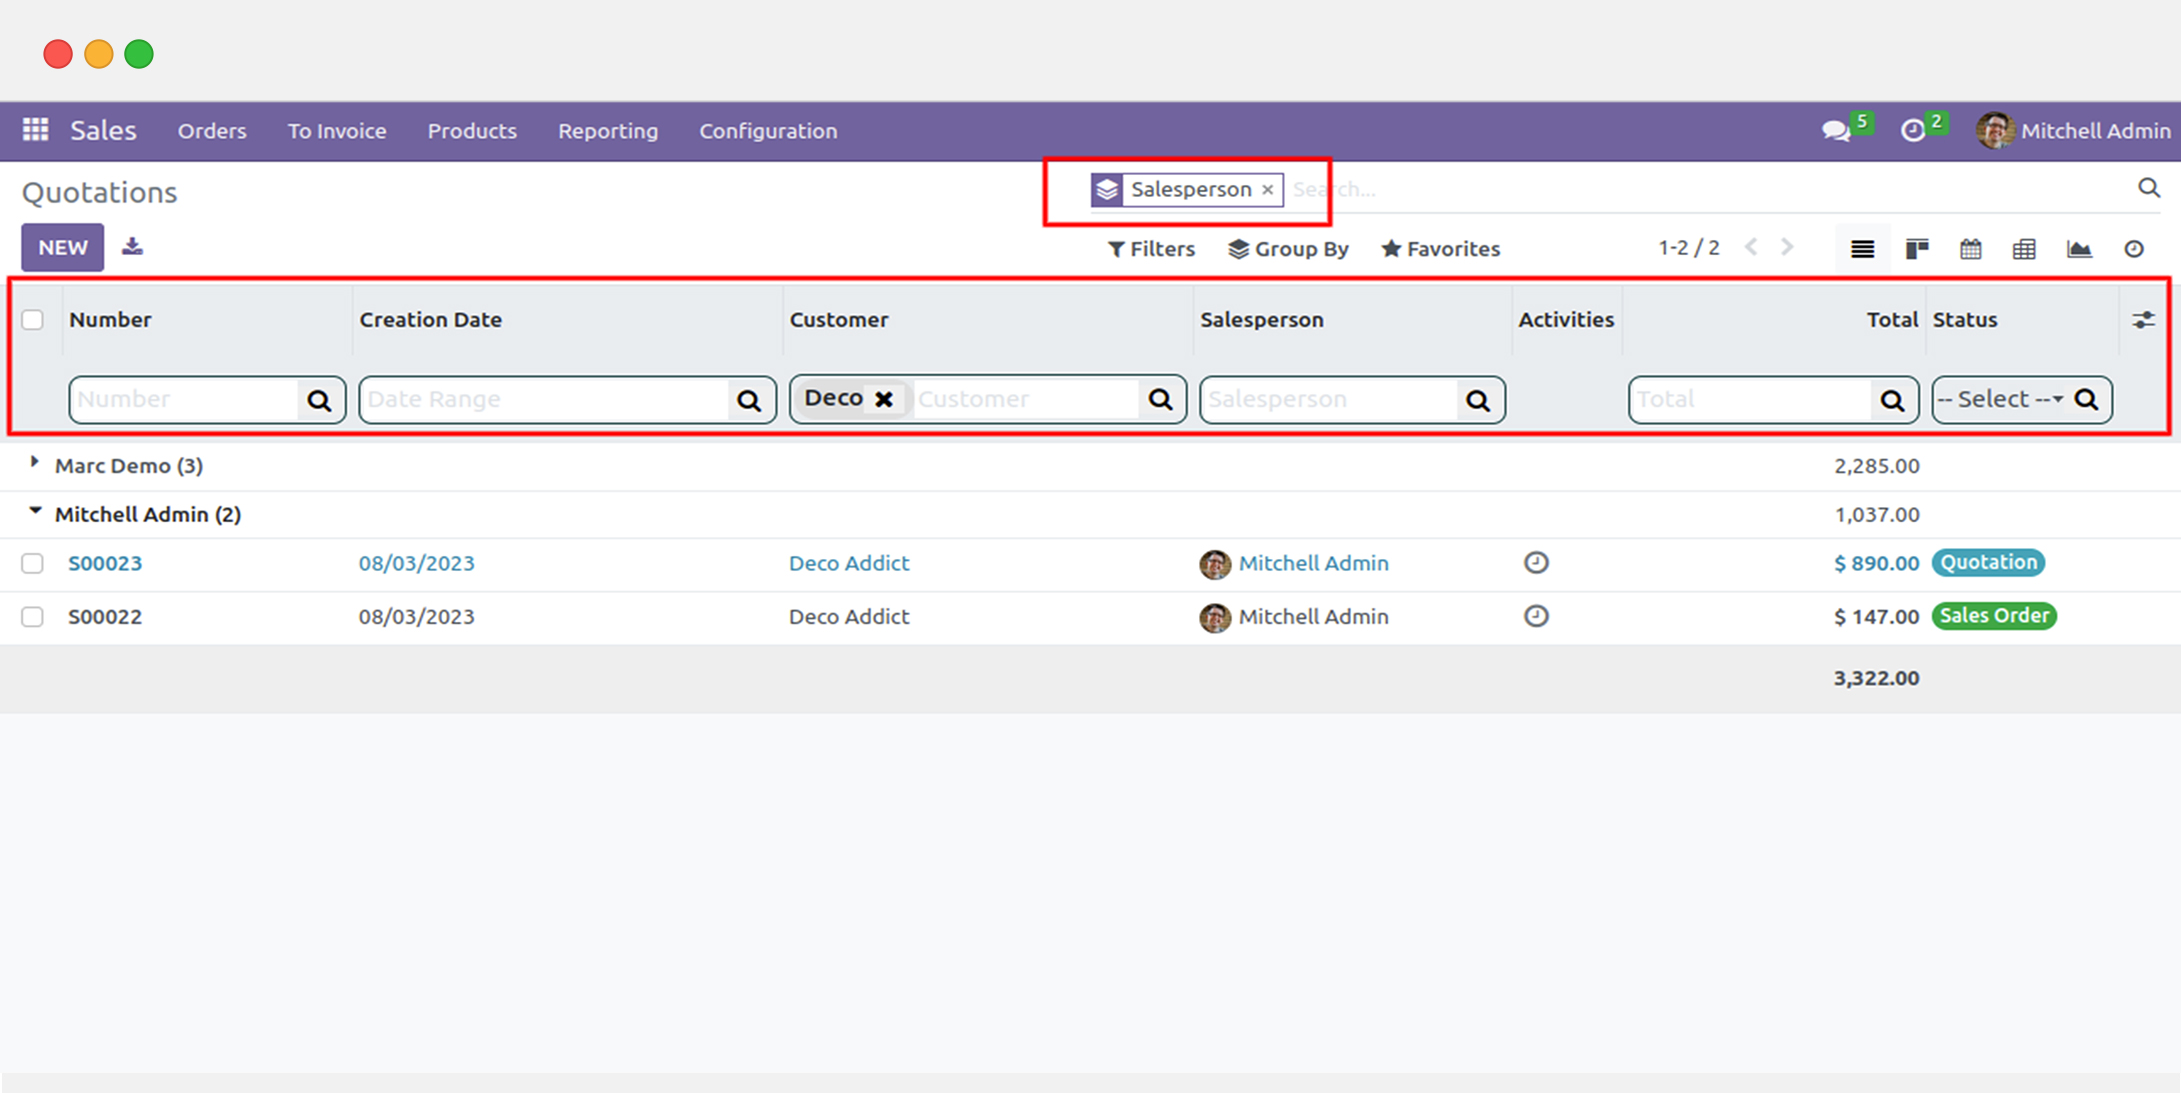 Sales Orders To Invoice Products Reporting Configuration 5 2 Mitchell Admin
Quotations Salesperson × Search...
NEW Filters Group By Favorites 1-2 / 2
Number Creation Date Customer Salesperson Activities Total Status
Number Date Range Deco ✖ Customer Salesperson Total -- Select --
Marc Demo (3) 2,285.00
Mitchell Admin (2) 1,037.00
S00023 08/03/2023 Deco Addict Mitchell Admin $ 890.00 Quotation
S00022 08/03/2023 Deco Addict Mitchell Admin $ 147.00 Sales Order
3,322.00